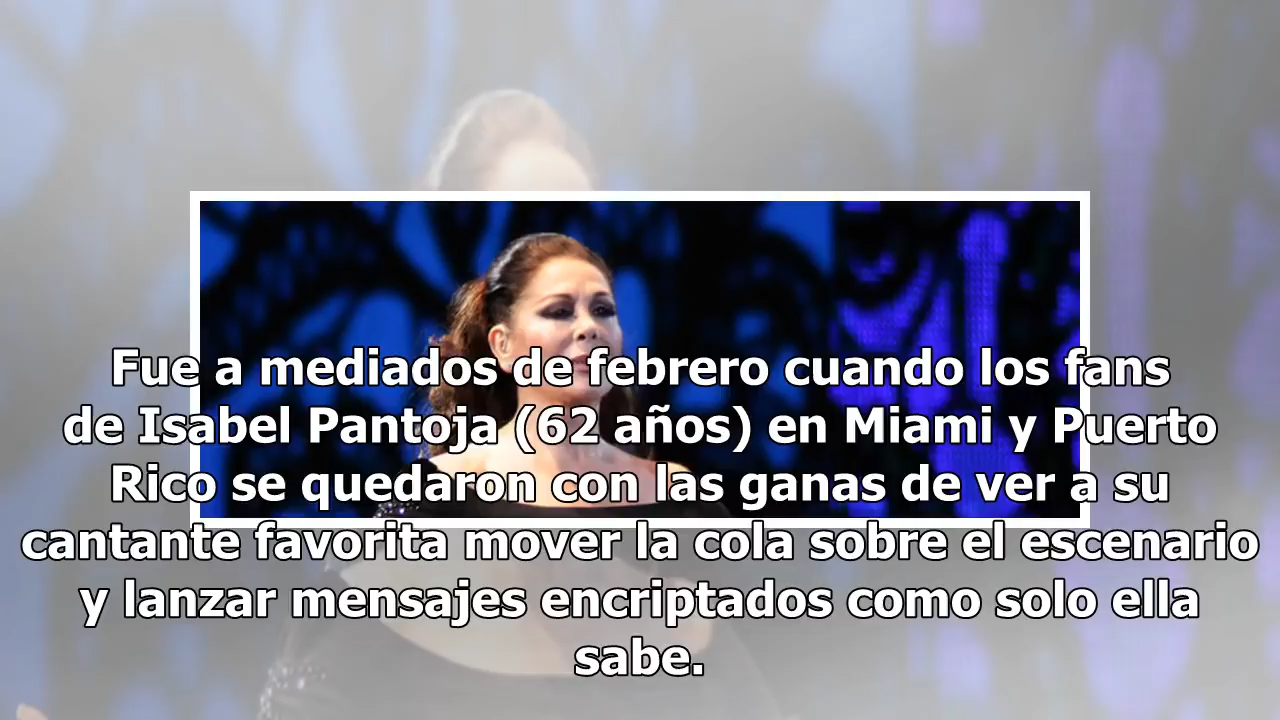 Fue a mediados de febrero cuando los fans
de Isabel Pantoja (62 años) en Miami y Puerto
Rico se quedaron con las ganas de ver a su
cantante favorita mover la cola sobre el escenario
y lanzar mensajes encriptados como solo ella
sabe.